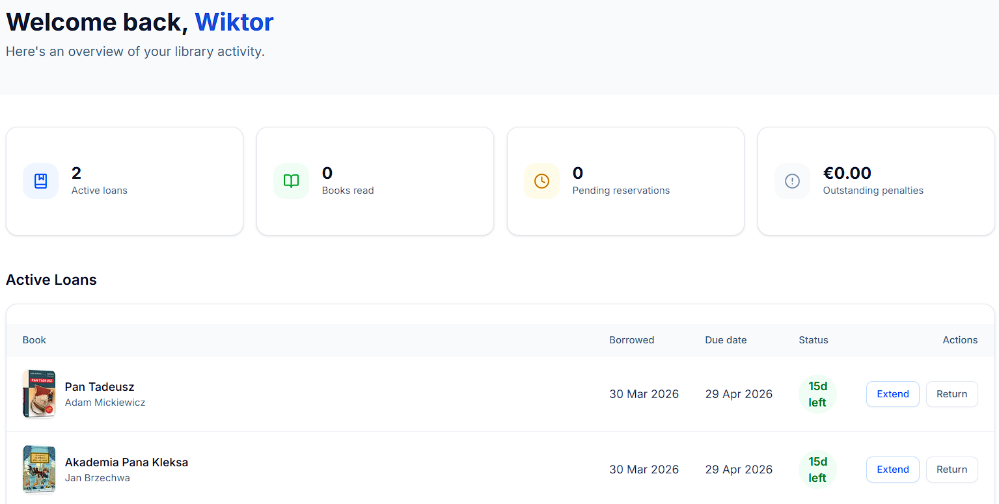 Welcome back, Wiktor
Here's an overview of your library activity.
2
Active loans
0
Books read
0
Pending reservations
€0.00
Outstanding penalties
Active Loans
Book Borrowed Due date Status Actions
PAN TADEUSZ
Pan Tadeusz
Adam Mickiewicz
30 Mar 2026 29 Apr 2026
15d
left
Extend Return
Akademia Pana Kleksa
Jan Brzechwa
30 Mar 2026 29 Apr 2026
15d
left
Extend Return